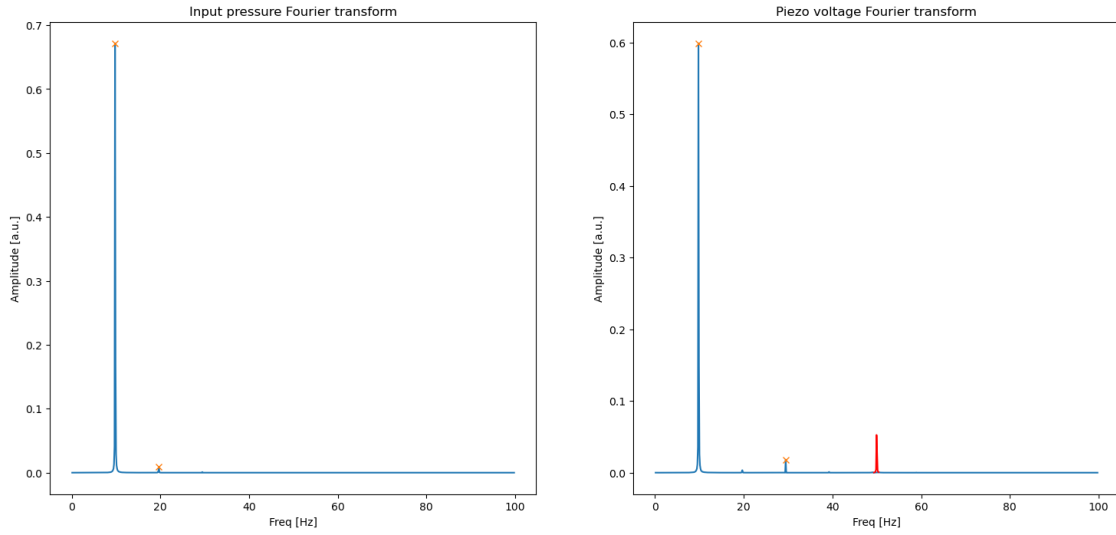 Input pressure Fourier transform
0.7
0.6
0.5
0.4
0.3
0.2
0.1
0.0
Amplitude [a.u.]
0 20 40 60 80 100
Freq [Hz]
Piezo voltage Fourier transform
0.6
0.5
0.4
0.3
0.2
0.1
0.0
Amplitude [a.u.]
0 20 40 60 80 100
Freq [Hz]